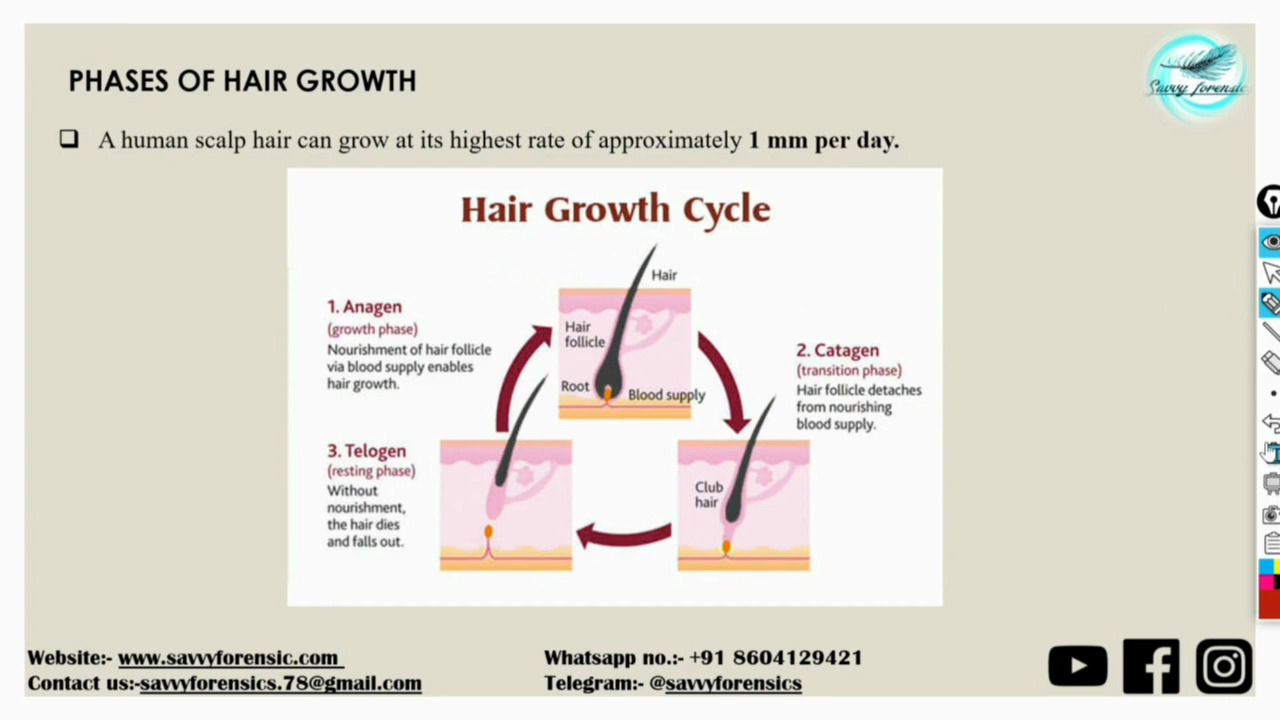 PHASES OF HAIR GROWTH
Savvy forensic
❑ A human scalp hair can grow at its highest rate of approximately 1 mm per day.
Hair Growth Cycle
Hair
Hair
follicle
Root
Blood supply
1. Anagen
(growth phase)
Nourishment of hair follicle
via blood supply enables
hair growth.
2. Catagen
(transition phase)
Hair follicle detaches
from nourishing
blood supply.
Club
hair
3. Telogen
(resting phase)
Without
nourishment,
the hair dies
and falls out.
Website:- www.savvyforensic.com
Contact us:-savvyforensics.78@gmail.com
Whatsapp no.:- +91 8604129421
Telegram:- @savvyforensics